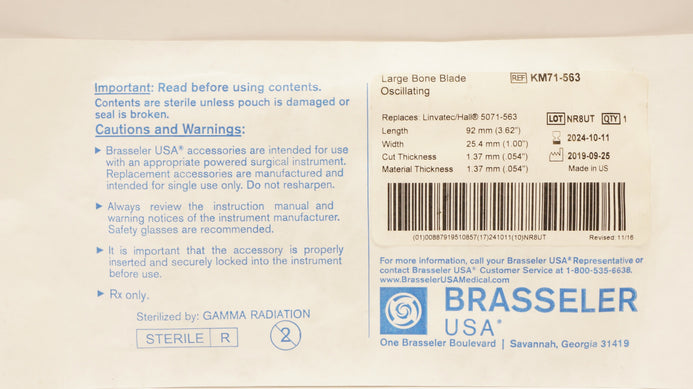 Important: Read before using contents.
Contents are sterile unless pouch is damaged or
seal is broken.
Cautions and Warnings:
▶ Brasseler USA® accessories are intended for use
with an appropriate powered surgical instrument.
Replacement accessories are manufactured and
intended for single use only. Do not resharpen.
▶ Always review the instruction manual and
warning notices of the instrument manufacturer.
Safety glasses are recommended.
▶ It is important that the accessory is properly
inserted and securely locked into the instrument
before use.
▶ Rx only.
Sterilized by: GAMMA RADIATION
STERILE R 2
Large Bone Blade REF KM71-563
Oscillating
Replaces: Linvatec/Hall® 5071-563 LOT NR8UT QTY 1
Length 92 mm (3.62")
Width 25.4 mm (1.00")
Cut Thickness 1.37 mm (.054")
Material Thickness 1.37 mm (.054")
2024-10-11
2019-09-25
Made in US
(01)00887919510857(17)241011(10)NR8UT Revised: 11/16
For more information, call your Brasseler USA® Representative or
contact Brasseler USA® Customer Service at 1-800-535-6638.
www.BrasselerUSAMedical.com
BRASSELER
USA®
One Brasseler Boulevard | Savannah, Georgia 31419